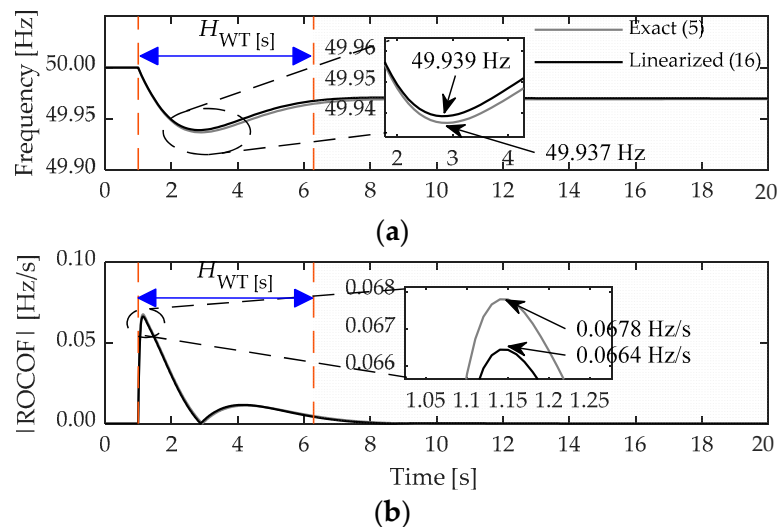 (a)
Frequency [Hz]
50.00
49.95
49.90
H WT [s]
49.96
49.95
49.94
49.939 Hz
49.937 Hz
2 3 4
Exact (5)
Linearized (16)
0 2 4 6 8 10 12 14 16 18 20
(a)
|ROCOF| [Hz/s]
0.10
0.05
0.00
H WT [s]
0.068
0.067
0.066
0.0678 Hz/s
0.0664 Hz/s
1.05 1.1 1.15 1.2 1.25
0 2 4 6 8 10 12 14 16 18 20
Time [s]
(b)